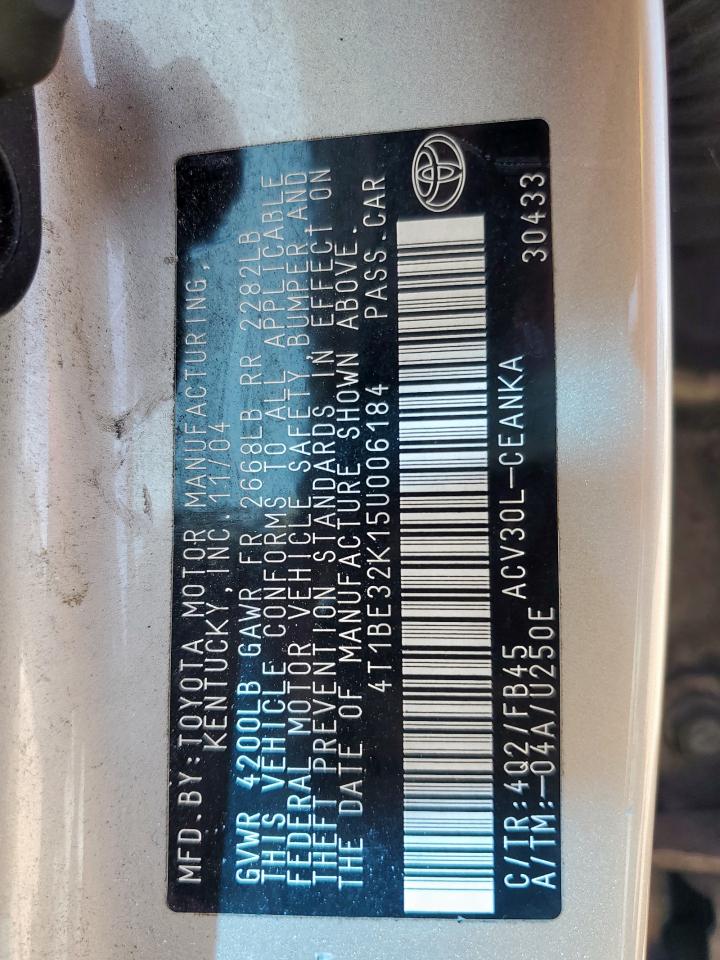 MFD.BY:TOYOTA MOTOR MANUFACTURING,
KENTUCKY,INC. 11/04
GVWR 4200LB GAWR FR 2668LB RR 2282LB
THIS VEHICLE CONFORMS TO ALL APPLICABLE
FEDERAL MOTOR VEHICLE SAFETY, BUMPER AND
THEFT PREVENTION STANDARDS IN EFFECT ON
THE DATE OF MANUFACTURE SHOWN ABOVE.
4T1BE32K15U006184 PASS.CAR
C/TR:4Q2/FB45 ACV30L-CEANKA
A/TM:-04A/U250E 30433